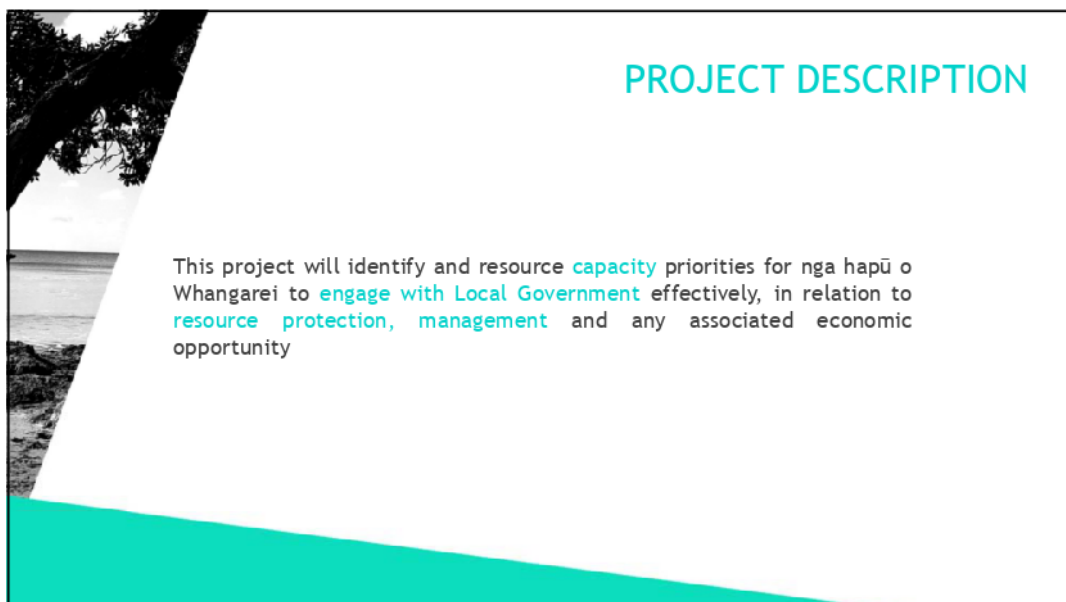 PROJECT DESCRIPTION
This project will identify and resource capacity priorities for nga hapū o
Whangarei to engage with Local Government effectively, in relation to
resource protection, management and any associated economic
opportunity